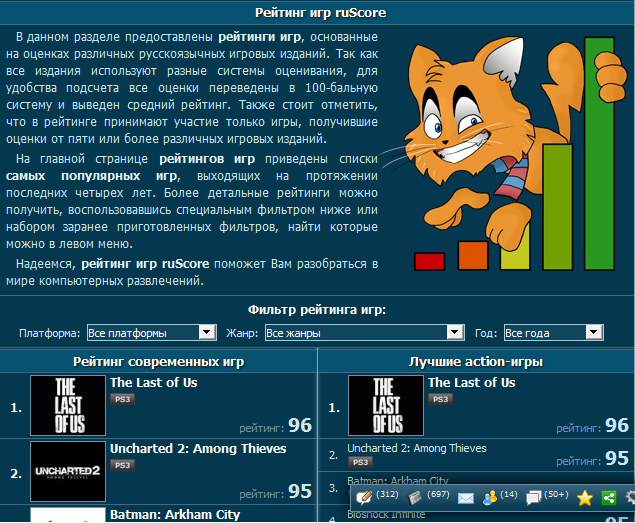 Рейтинг игр ruScore
В данном разделе предоставлены рейтинги игр, основанные
на оценках различных русскоязычных игровых изданий. Так как
все издания используют разные системы оценивания, для
удобства подсчета все оценки переведены в 100-бальную
систему и выведен средний рейтинг. Также стоит отметить,
что в рейтинге принимают участие только игры, получившие
оценки от пяти или более различных игровых изданий.
На главной странице рейтингов игр приведены списки
самых популярных игр, выходящих на протяжении
последних четырех лет. Более детальные рейтинги можно
получить, воспользовавшись специальным фильтром ниже или
набором заранее приготовленных фильтров, найти которые
можно в левом меню.
Надеемся, рейтинг игр ruScore поможет Вам разобраться в
мире компьютерных развлечений.
Фильтр рейтинга игр:
Платформа: Все платформы Жанр: Все жанры Год: Все года
Рейтинг современных игр
1. THE LAST OF US The Last of Us
PS3
рейтинг: 96
2. UNCHARTED 2 AMONG THIEVES Uncharted 2: Among Thieves
PS3
рейтинг: 95
Batman: Arkham City
Лучшие action-игры
1. THE LAST OF US The Last of Us
PS3
рейтинг: 96
2. Uncharted 2: Among Thieves
PS3
рейтинг: 95
3. Batman: Arkham City
4. Bioshock Infinite
95
(312) (697) (14) (50+)